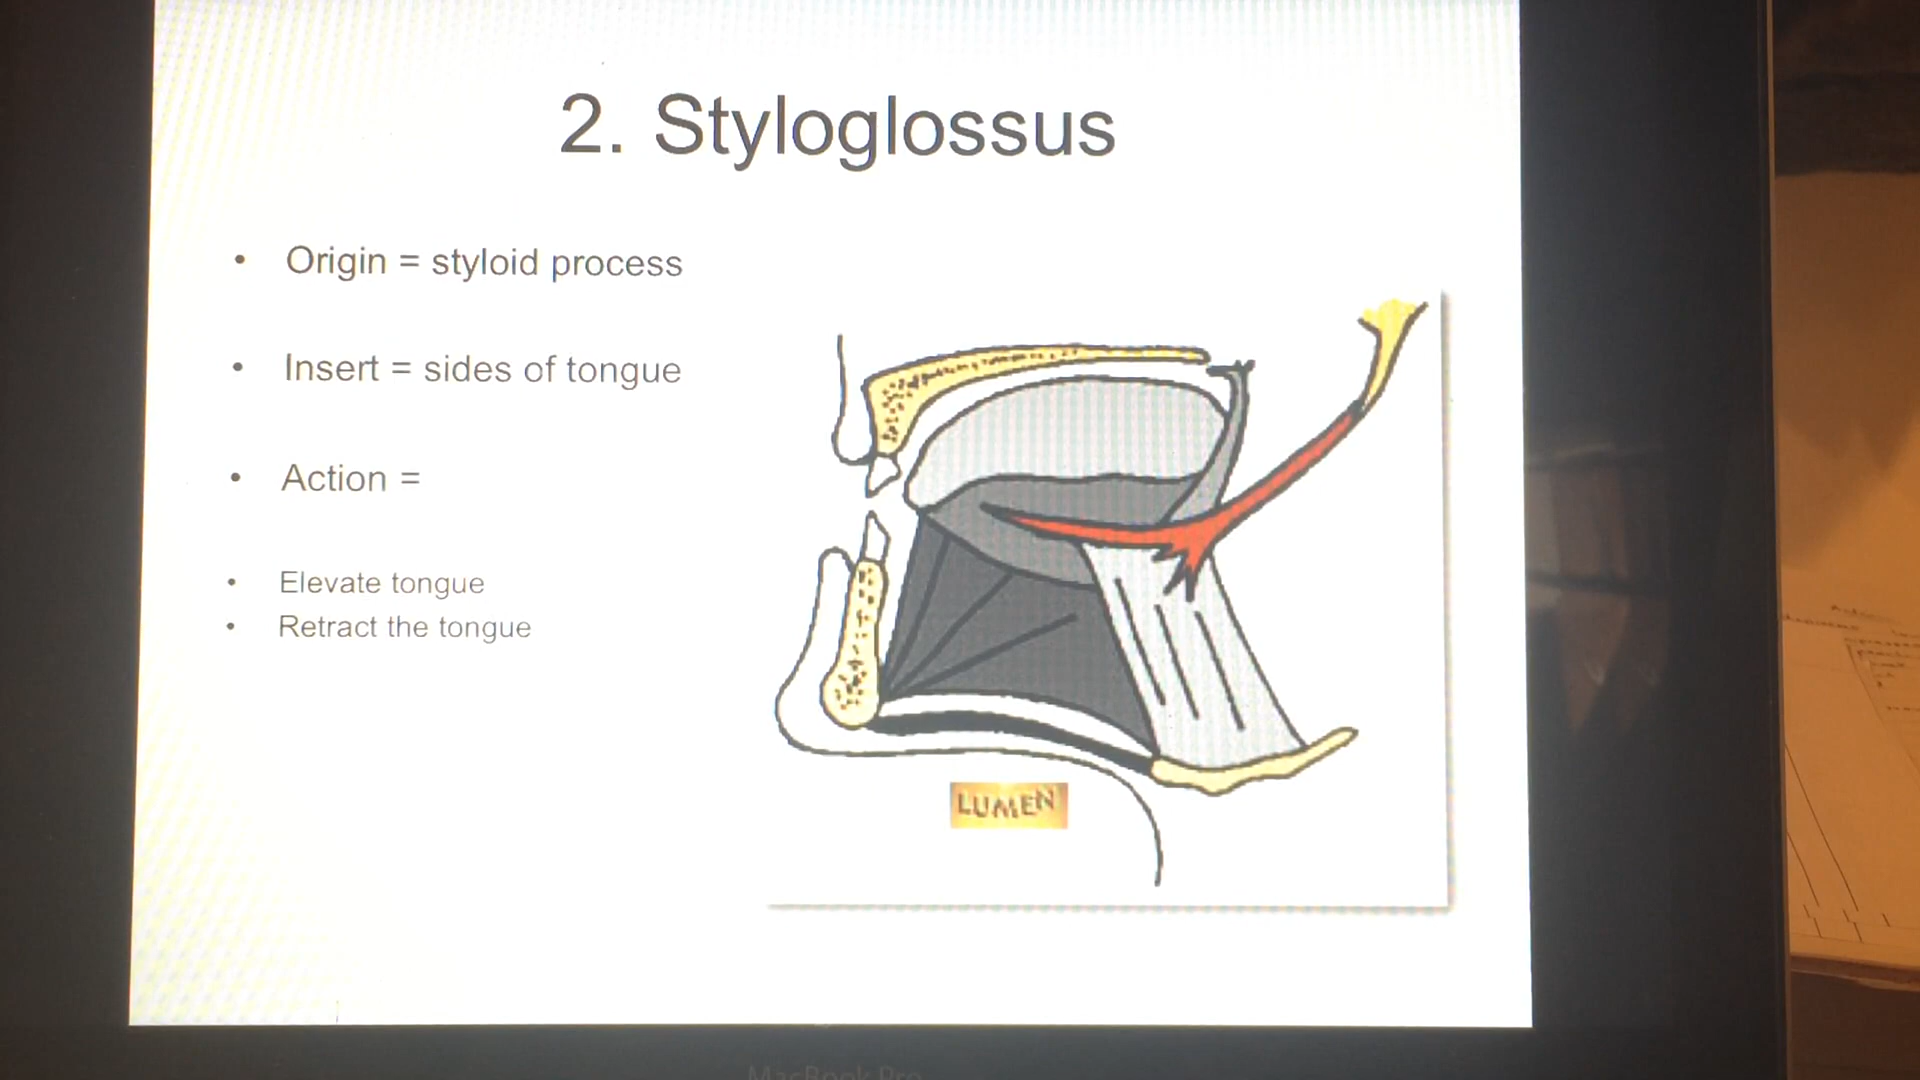 2. Styloglossus
• Origin = styloid process
• Insert = sides of tongue
• Action =
• Elevate tongue
• Retract the tongue
LUMEN
MacBook Pro